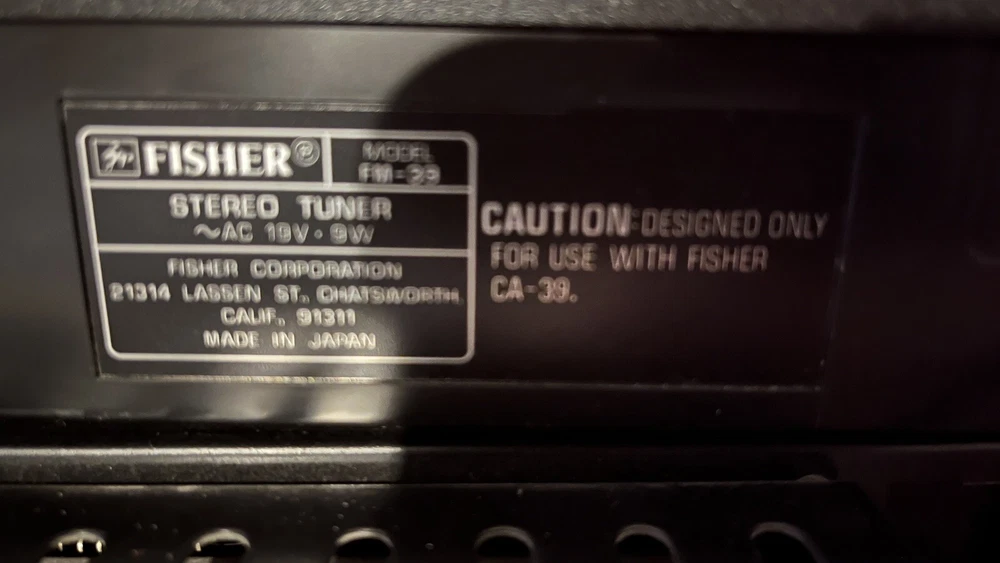 FISHER®
MODEL
FM-39
STEREO TUNER
~AC 19V · 9W
FISHER CORPORATION
21314 LASSEN ST., CHATSWORTH,
CALIF., 91311
MADE IN JAPAN
CAUTION:DESIGNED ONLY
FOR USE WITH FISHER
CA-39.